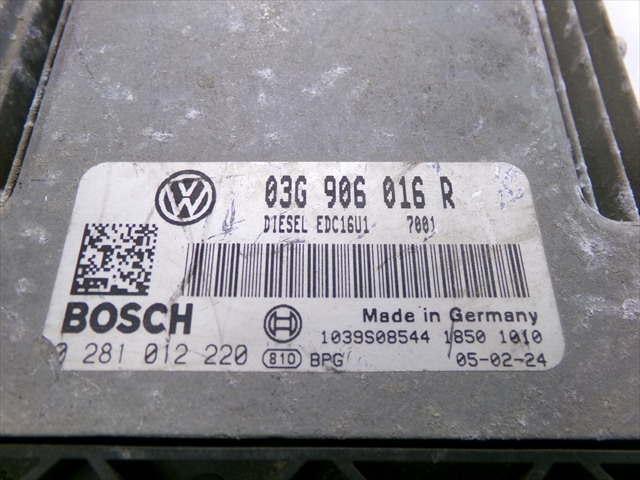 VW 03G 906 016 R
DIESEL EDC16U1 7001
BOSCH
Made in Germany
1039S08544 1850 1010
0 281 012 220 810 BPG 05-02-24